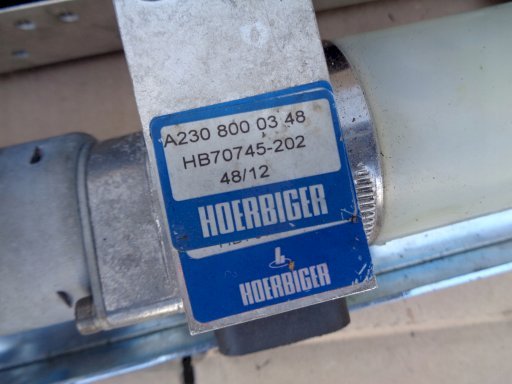 A230 800 03 48
HB70745-202
48/12
HOERBIGER
HOERBIGER